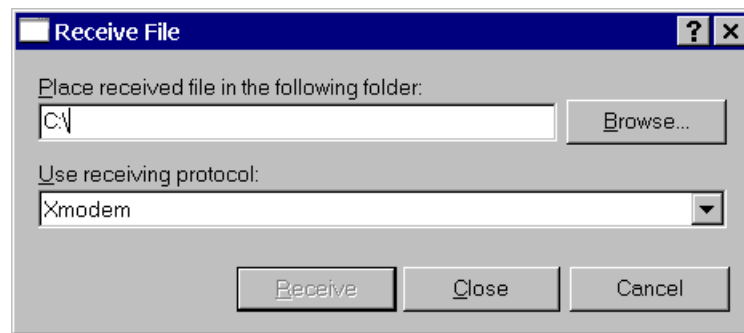 Receive File
Place received file in the following folder:
C:\
Browse...
Use receiving protocol:
Xmodem
Receive
Close
Cancel